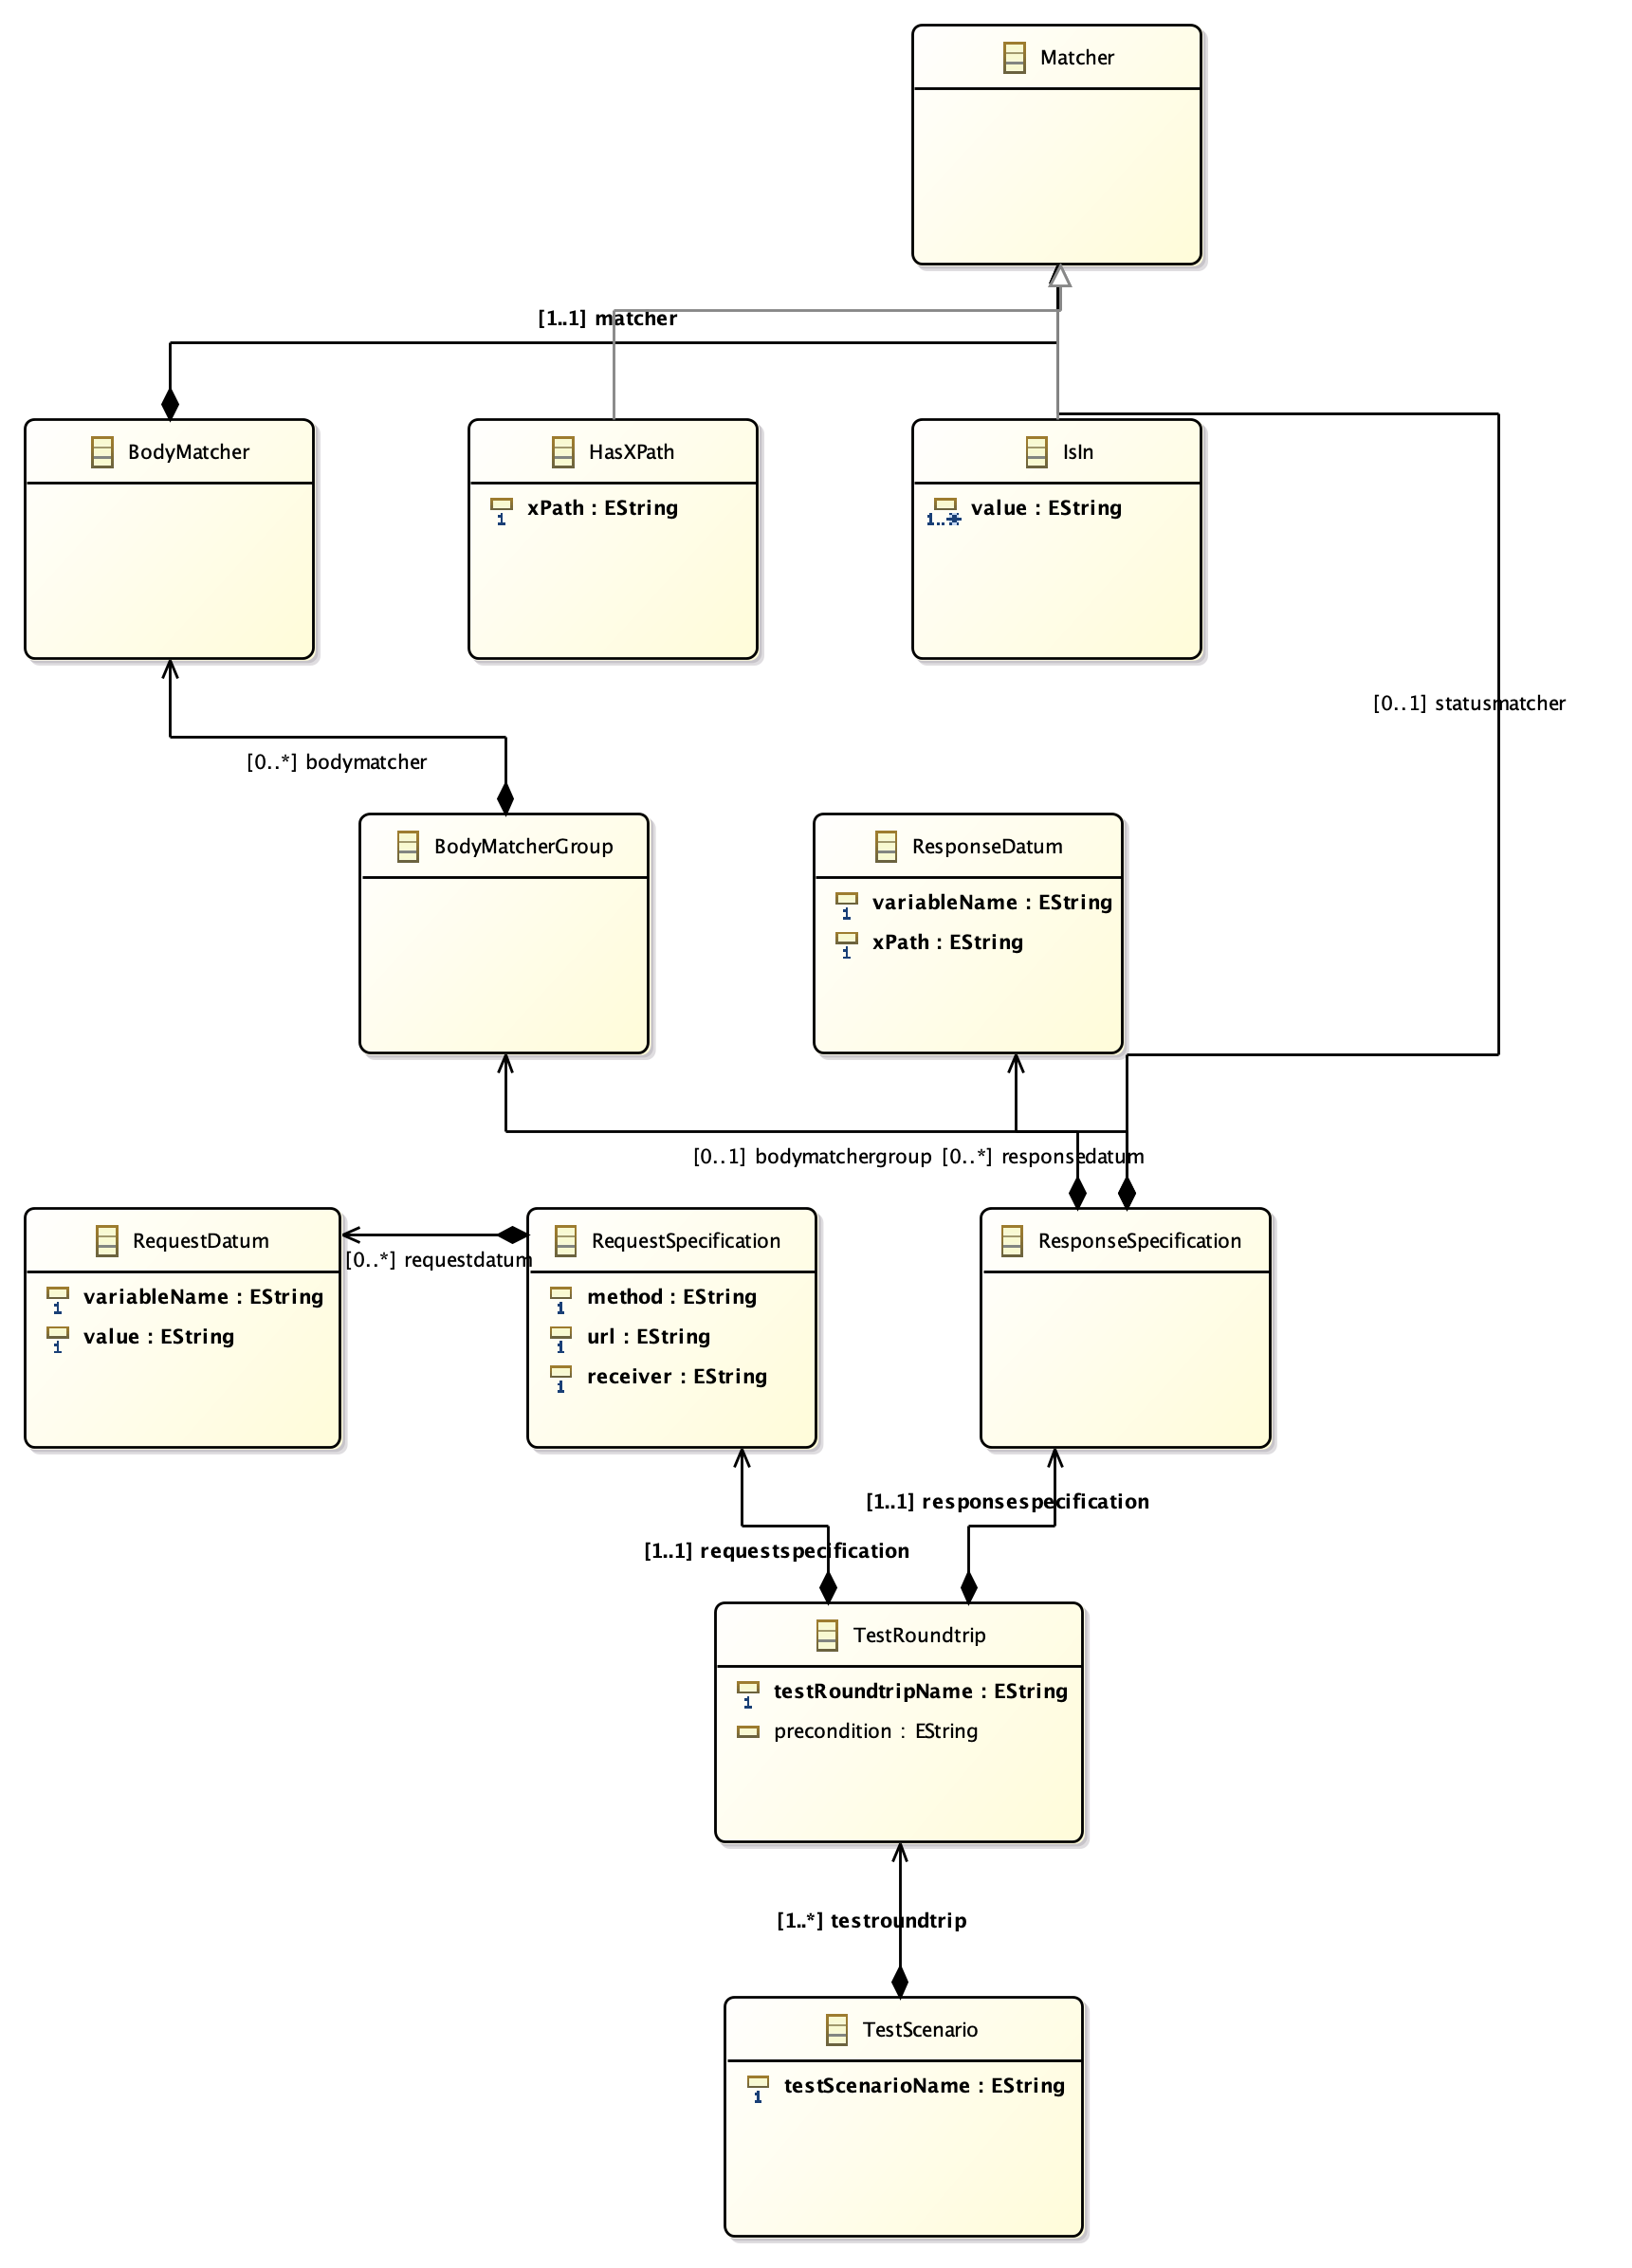 Matcher
[1..1] matcher
BodyMatcher
HasXPath
1 xPath : EString
IsIn
1..* value : EString
[0..1] statusmatcher
[0..*] bodymatcher
BodyMatcherGroup
ResponseDatum
1 variableName : EString
1 xPath : EString
[0..1] bodymatchergroup
[0..*] responsedatum
RequestDatum
1 variableName : EString
1 value : EString
[0..*] requestdatum
RequestSpecification
1 method : EString
1 url : EString
1 receiver : EString
ResponseSpecification
[1..1] responsespecification
[1..1] requestspecification
TestRoundtrip
1 testRoundtripName : EString
precondition : EString
[1..*] testroundtrip
TestScenario
1 testScenarioName : EString